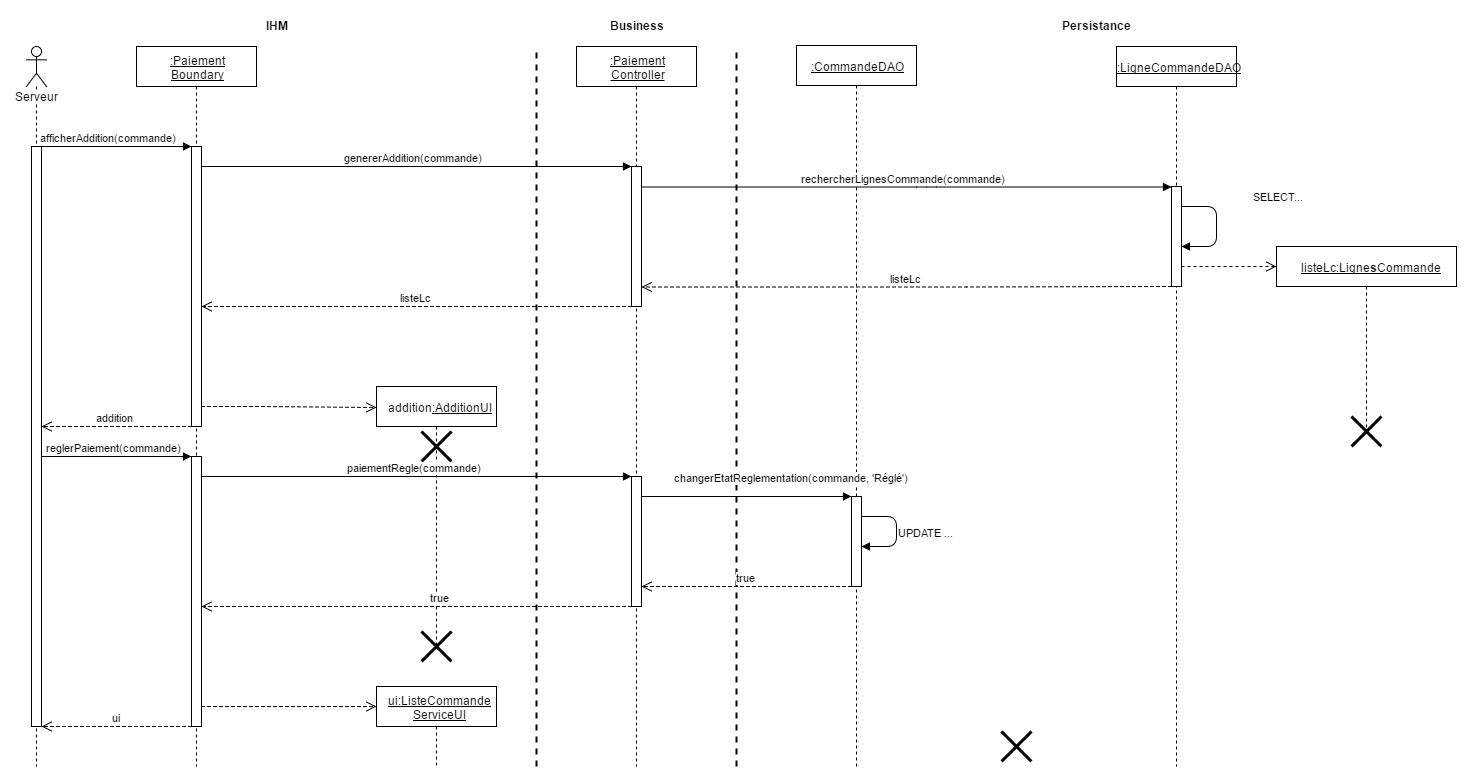 IHM
Business
Persistance
Serveur
:Paiement
Boundary
:Paiement
Controller
:CommandeDAO
:LigneCommandeDAO
afficherAddition(commande)
genererAddition(commande)
rechercherLignesCommande(commande)
SELECT...
listeLc:LignesCommande
listeLc
listeLc
addition:AdditionUI
addition
reglerPaiement(commande)
paiementRegle(commande)
changerEtatReglementation(commande, 'Réglé')
UPDATE ...
true
true
ui:ListeCommande
ServiceUI
ui